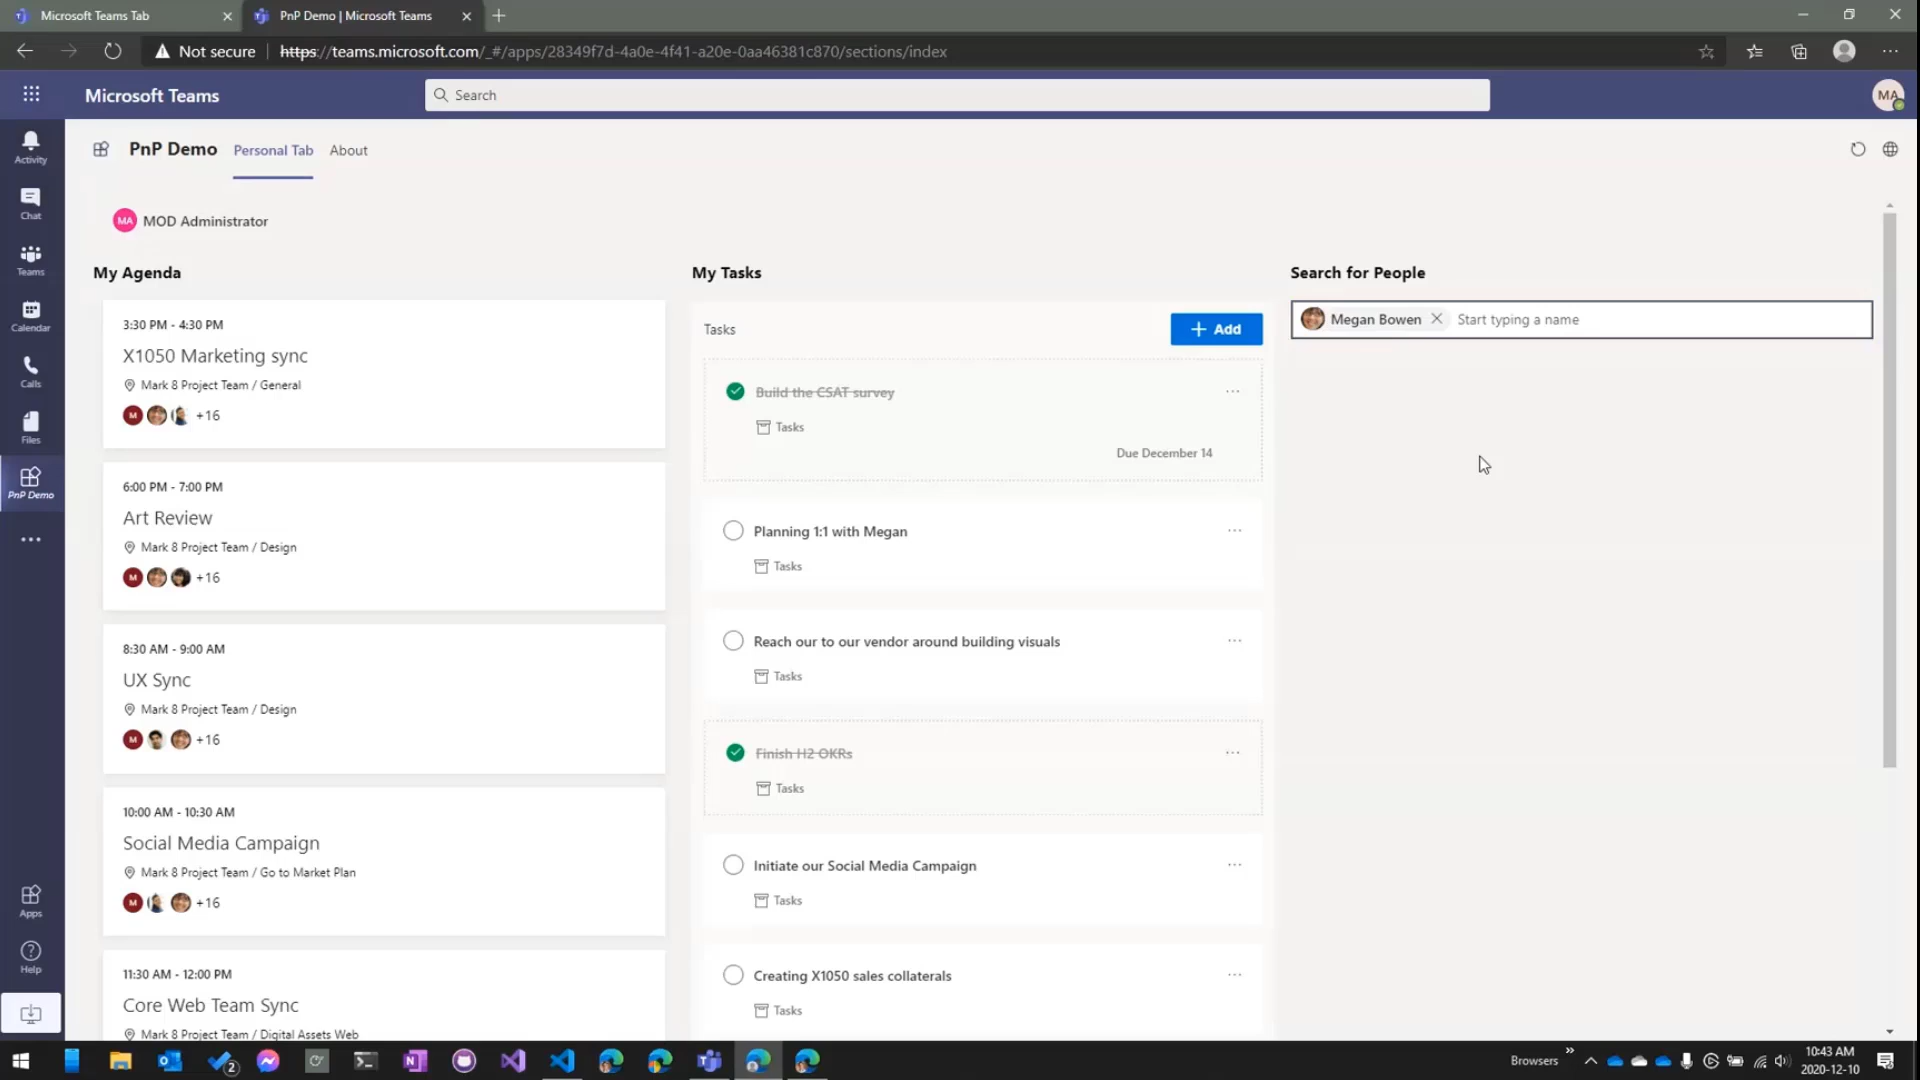 Microsoft Teams Tab
PnP Demo | Microsoft Teams
Not secure
https://teams.microsoft.com/_#/apps/28349f7d-4a0e-4f41-a20e-0aa46381c870/sections/index
Microsoft Teams
Search
MA
Activity
Chat
Teams
Calendar
Calls
Files
PnP Demo
Apps
Help
PnP Demo
Personal Tab
About
MA MOD Administrator
My Agenda
3:30 PM - 4:30 PM
X1050 Marketing sync
Mark 8 Project Team / General
M +16
6:00 PM - 7:00 PM
Art Review
Mark 8 Project Team / Design
M +16
8:30 AM - 9:00 AM
UX Sync
Mark 8 Project Team / Design
M +16
10:00 AM - 10:30 AM
Social Media Campaign
Mark 8 Project Team / Go to Market Plan
M +16
11:30 AM - 12:00 PM
Core Web Team Sync
Mark 8 Project Team / Digital Assets Web
My Tasks
Tasks
+ Add
Build the CSAT survey
Tasks
Due December 14
Planning 1:1 with Megan
Tasks
Reach our to our vendor around building visuals
Tasks
Finish H2 OKRs
Tasks
Initiate our Social Media Campaign
Tasks
Creating X1050 sales collaterals
Tasks
Search for People
Megan Bowen
Start typing a name
2
Browsers
10:43 AM
2020-12-10